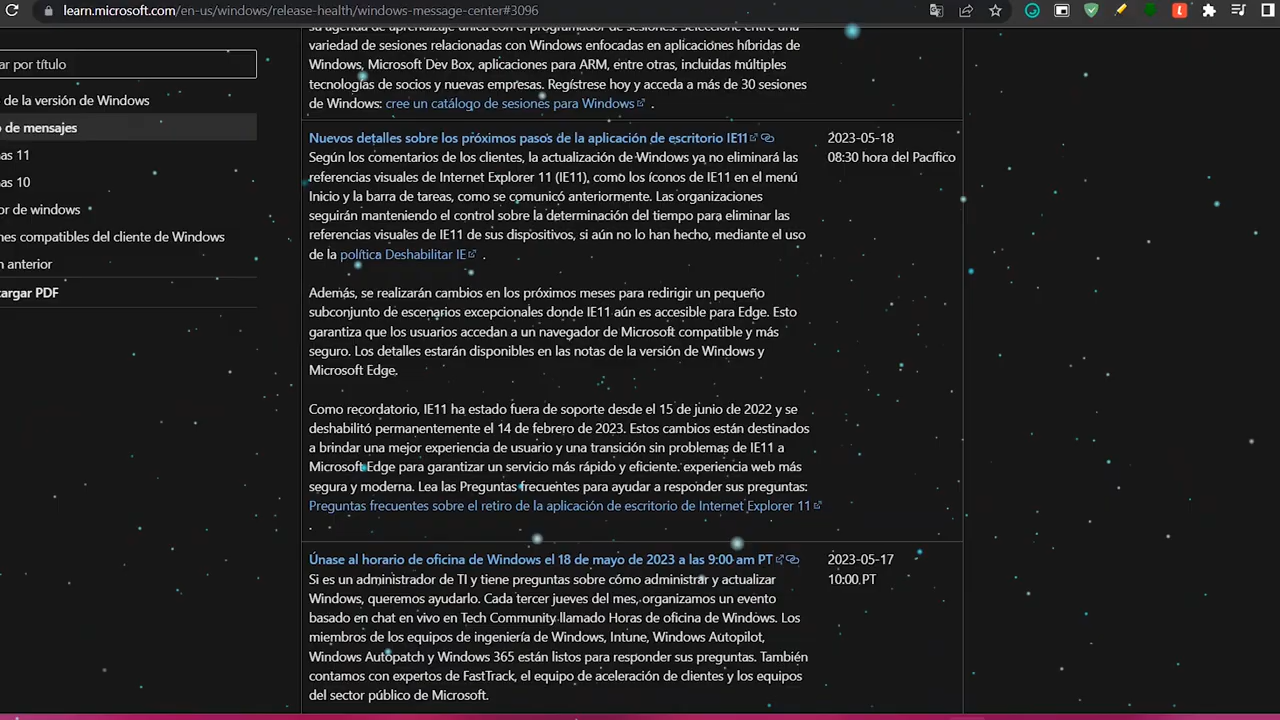 learn.microsoft.com/en-us/windows/release-health/windows-message-center#3096
ar por título
de la versión de Windows
o de mensajes
as 11
as 10
or de windows
nes compatibles del cliente de Windows
n anterior
cargar PDF
su agenda de aprendizaje única con el programador de sesiones. Seleccione entre una
variedad de sesiones relacionadas con Windows enfocadas en aplicaciones híbridas de
Windows, Microsoft Dev Box, aplicaciones para ARM, entre otras, incluidas múltiples
tecnologías de socios y nuevas empresas. Regístrese hoy y acceda a más de 30 sesiones
de Windows: cree un catálogo de sesiones para Windows .
Nuevos detalles sobre los próximos pasos de la aplicación de escritorio IE11
2023-05-18
08:30 hora del Pacífico
Según los comentarios de los clientes, la actualización de Windows ya no eliminará las
referencias visuales de Internet Explorer 11 (IE11), como los íconos de IE11 en el menú
Inicio y la barra de tareas, como se comunicó anteriormente. Las organizaciones
seguirán manteniendo el control sobre la determinación del tiempo para eliminar las
referencias visuales de IE11 de sus dispositivos, si aún no lo han hecho, mediante el uso
de la política Deshabilitar IE .
Además, se realizarán cambios en los próximos meses para redirigir un pequeño
subconjunto de escenarios excepcionales donde IE11 aún es accesible para Edge. Esto
garantiza que los usuarios accedan a un navegador de Microsoft compatible y más
seguro. Los detalles estarán disponibles en las notas de la versión de Windows y
Microsoft Edge.
Como recordatorio, IE11 ha estado fuera de soporte desde el 15 de junio de 2022 y se
deshabilitó permanentemente el 14 de febrero de 2023. Estos cambios están destinados
a brindar una mejor experiencia de usuario y una transición sin problemas de IE11 a
Microsoft Edge para garantizar un servicio más rápido y eficiente. experiencia web más
segura y moderna. Lea las Preguntas frecuentes para ayudar a responder sus preguntas:
Preguntas frecuentes sobre el retiro de la aplicación de escritorio de Internet Explorer 11
.
Únase al horario de oficina de Windows el 18 de mayo de 2023 a las 9:00 am PT
2023-05-17
10:00 PT
Si es un administrador de TI y tiene preguntas sobre cómo administrar y actualizar
Windows, queremos ayudarlo. Cada tercer jueves del mes, organizamos un evento
basado en chat en vivo en Tech Community llamado Horas de oficina de Windows. Los
miembros de los equipos de ingeniería de Windows, Intune, Windows Autopilot,
Windows Autopatch y Windows 365 están listos para responder sus preguntas. También
contamos con expertos de FastTrack, el equipo de aceleración de clientes y los equipos
del sector público de Microsoft.